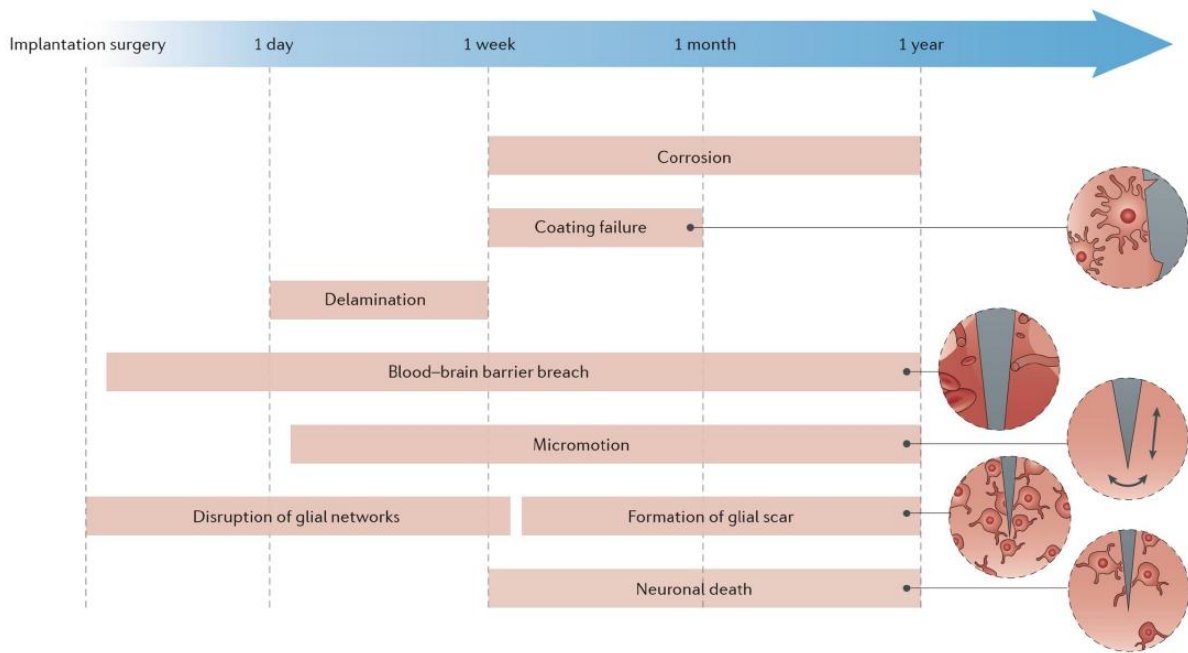 Implantation surgery 1 day 1 week 1 month 1 year
Corrosion
Coating failure
Delamination
Blood–brain barrier breach
Micromotion
Disruption of glial networks Formation of glial scar
Neuronal death